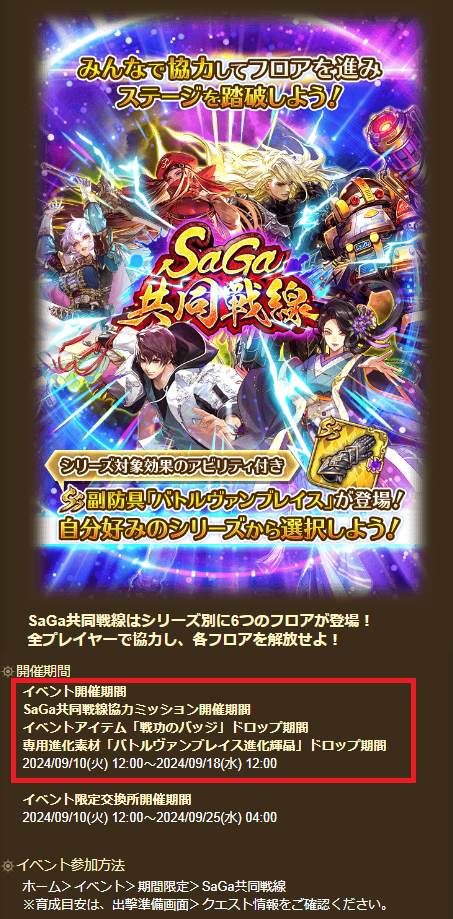 みんなで協力してフロアを進み
ステージを踏破しよう!
SaGa
共同戦線
シリーズ対象効果のアビリティ付き
SS
SS副防具「バトルヴァンブレイス」が登場!
自分好みのシリーズから選択しよう!
SaGa共同戦線はシリーズ別に6つのフロアが登場!
全プレイヤーで協力し、各フロアを解放せよ!
開催期間
イベント開催期間
SaGa共同戦線協力ミッション開催期間
イベントアイテム「戦功のバッジ」ドロップ期間
専用進化素材「バトルヴァンブレイス進化輝晶」ドロップ期間
2024/09/10(火) 12:00～2024/09/18(水) 12:00
イベント限定交換所開催期間
2024/09/10(火) 12:00～2024/09/25(水) 04:00
イベント参加方法
ホーム＞イベント＞期間限定＞SaGa共同戦線
※育成目安は、出撃準備画面＞クエスト情報をご確認ください。